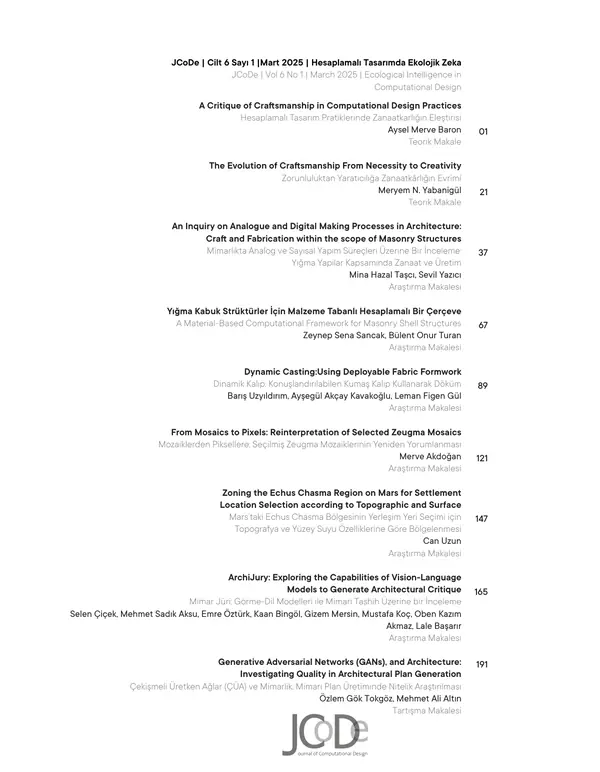 JCoDe | Cilt 6 Sayı 1 |Mart 2025 | Hesaplamalı Tasarımda Ekolojik Zeka
JCoDe | Vol 6 No 1 | March 2025 | Ecological Intelligence in
Computational Design
A Critique of Craftsmanship in Computational Design Practices
Hesaplamalı Tasarım Pratiklerinde Zanaatkarlığın Eleştirisi
Aysel Merve Baron
01
Teorik Makale
The Evolution of Craftsmanship From Necessity to Creativity
Zorunluluktan Yaratıcılığa Zanaatkârlığın Evrimi
Meryem N. Yabanigül
21
Teorik Makale
An Inquiry on Analogue and Digital Making Processes in Architecture:
Craft and Fabrication within the scope of Masonry Structures
Mimarlıkta Analog ve Sayısal Yapım Süreçleri Üzerine Bir İnceleme:
37
Yığma Yapılar Kapsamında Zanaat ve Üretim
Mina Hazal Taşcı, Sevil Yazıcı
Araştırma Makalesi
Yığma Kabuk Strüktürler İçin Malzeme Tabanlı Hesaplamalı Bir Çerçeve
A Material-Based Computational Framework for Masonry Shell Structures
67
Zeynep Sena Sancak, Bülent Onur Turan
Araştırma Makalesi
Dynamic Casting:Using Deployable Fabric Formwork
Dinamik Kalıp: Konuşlandırılabilen Kumaş Kalıp Kullanarak Döküm
89
Barış Uzyıldırım, Ayşegül Akçay Kavakoğlu, Leman Figen Gül
Araştırma Makalesi
From Mosaics to Pixels: Reinterpretation of Selected Zeugma Mosaics
Mozaiklerden Piksellere: Seçilmiş Zeugma Mozaiklerinin Yeniden Yorumlanması
Merve Akdoğan
121
Araştırma Makalesi
Zoning the Echus Chasma Region on Mars for Settlement
Location Selection according to Topographic and Surface
Mars'taki Echus Chasma Bölgesinin Yerleşim Yeri Seçimi için
147
Topografya ve Yüzey Suyu Özelliklerine Göre Bölgelenmesi
Can Uzun
Araştırma Makalesi
ArchiJury: Exploring the Capabilities of Vision-Language
Models to Generate Architectural Critique
165
Mimar Jüri: Görme-Dil Modelleri ile Mimari Tashih Üzerine bir İnceleme
Selen Çiçek, Mehmet Sadık Aksu, Emre Öztürk, Kaan Bingöl, Gizem Mersin, Mustafa Koç, Oben Kazım
Akmaz, Lale Başarır
Araştırma Makalesi
Generative Adversarial Networks (GANs), and Architecture:
191
Investigating Quality in Architectural Plan Generation
Çekişmeli Üretken Ağlar (ÇÜA) ve Mimarlık: Mimari Plan Üretiminde Nitelik Araştırılması
Özlem Gök Tokgöz, Mehmet Ali Altın
Tartışma Makalesi
JCoDe
Journal of Computational Design